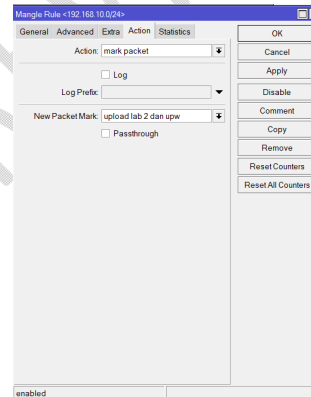 Mangle Rule <192.168.10.0/24>
General Advanced Extra Action Statistics
Action: mark packet
Log
Log Prefix:
New Packet Mark: upload lab 2 dan upw
Passthrough
OK
Cancel
Apply
Disable
Comment
Copy
Remove
Reset Counters
Reset All Counters
enabled